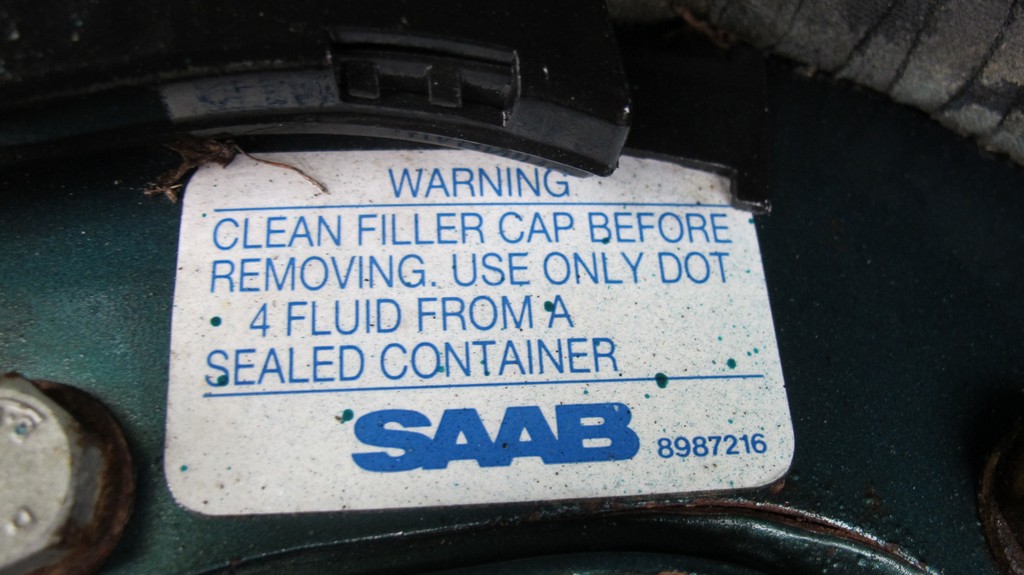 WARNING
CLEAN FILLER CAP BEFORE
REMOVING. USE ONLY DOT
4 FLUID FROM A
SEALED CONTAINER
SAAB 8987216